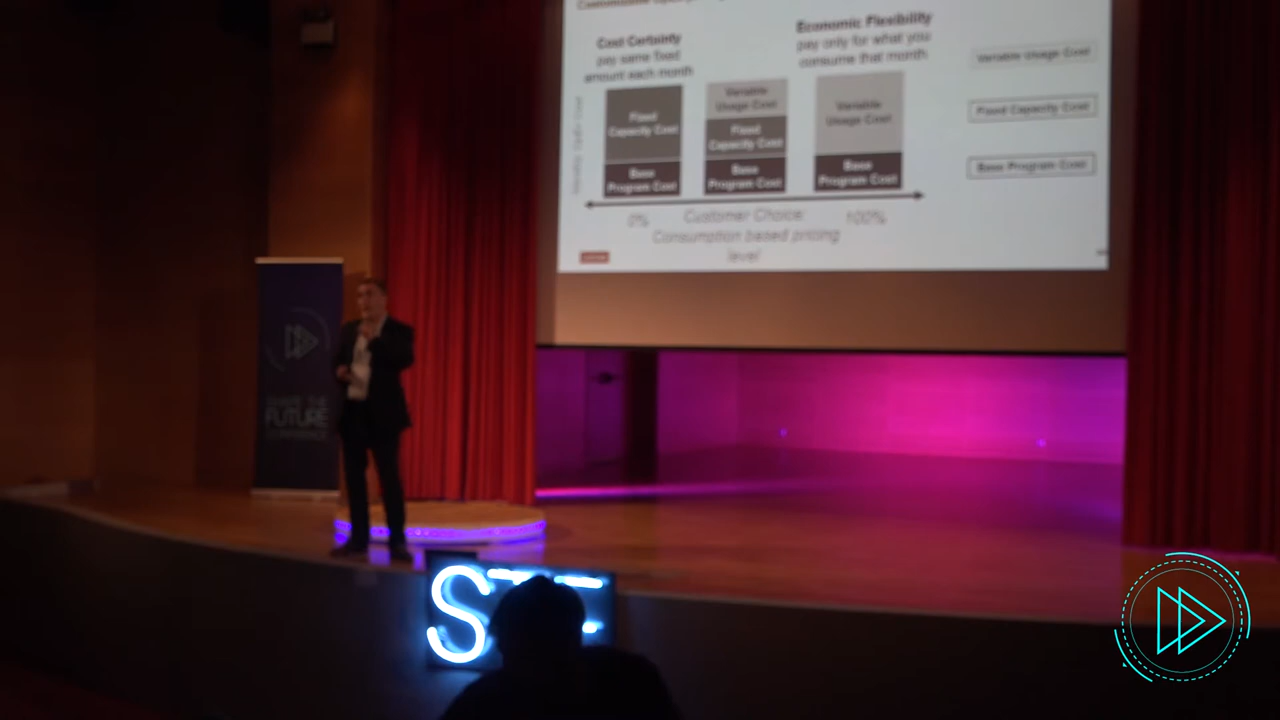 Cost Certainty
pay same fixed
amount each month
Economic Flexibility
pay only for what you
consume that month
Fixed
Capacity Cost
Base
Program Cost
Variable
Usage Cost
Fixed
Capacity Cost
Base
Program Cost
Variable
Usage Cost
Base
Program Cost
Variable Usage Cost
Fixed Capacity Cost
Base Program Cost
0%
Customer Choice:
100%
Consumption based pricing
level
FUTURE